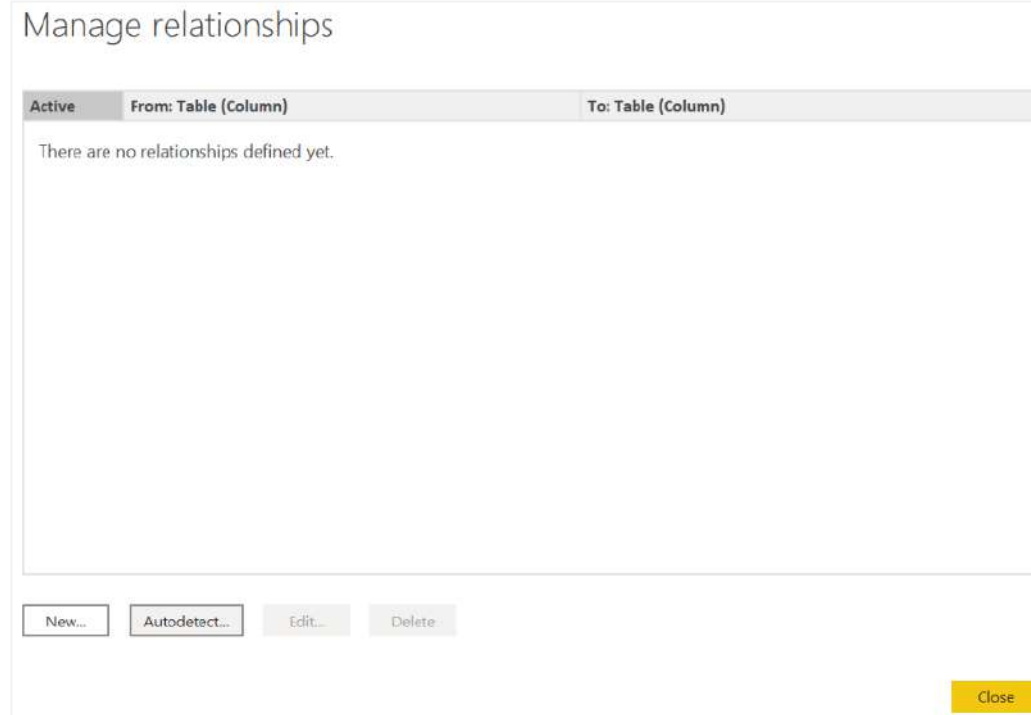 Manage relationships
Active From: Table (Column) To: Table (Column)
There are no relationships defined yet.
New... Autodetect... Edit... Delete
Close